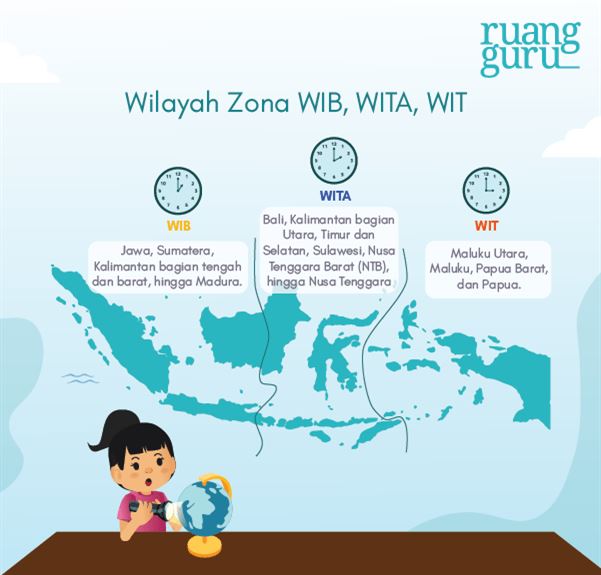 ruang
guru
Wilayah Zona WIB, WITA, WIT
WIB
Jawa, Sumatera,
Kalimantan bagian tengah
dan barat, hingga Madura.
WITA
Bali, Kalimantan bagian
Utara, Timur dan
Selatan, Sulawesi, Nusa
Tenggara Barat (NTB),
hingga Nusa Tenggara
WIT
Maluku Utara,
Maluku, Papua Barat,
dan Papua.